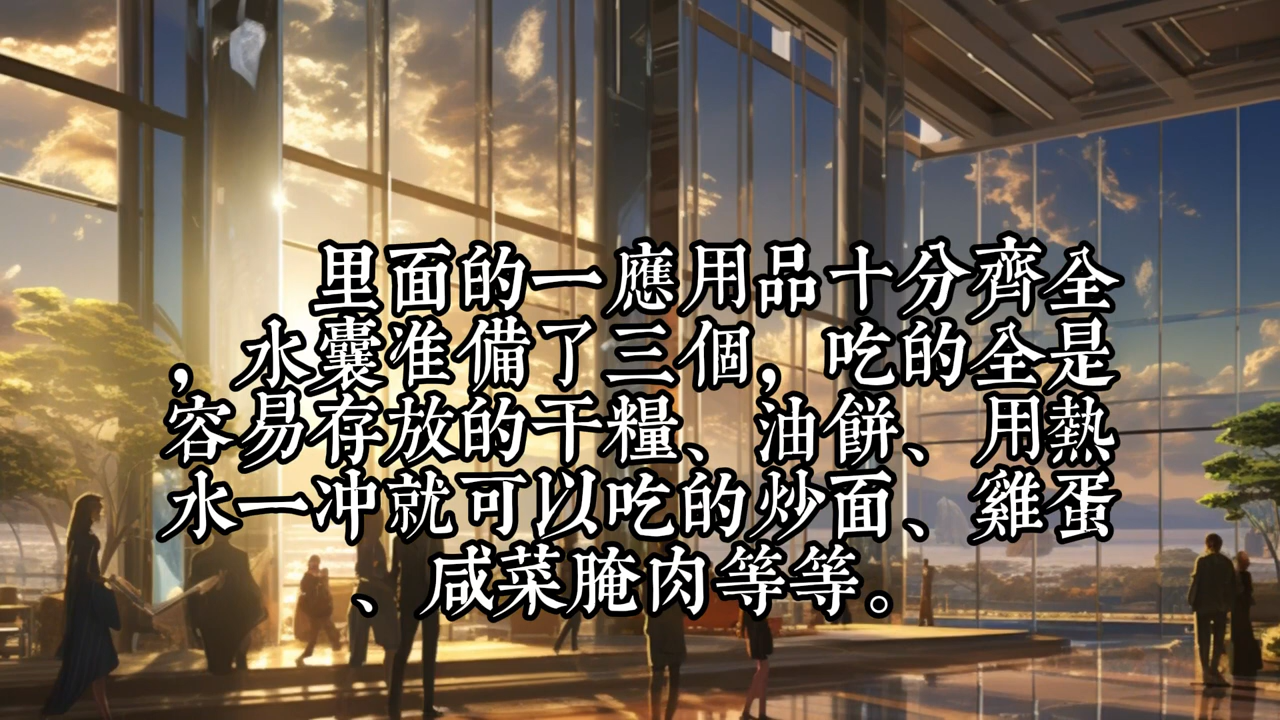 里面的一應用品十分齊全
，水囊准備了三個，吃的全是
容易存放的干糧、油餅、用熱
水一冲就可以吃的炒面、雞蛋
、咸菜腌肉等等。